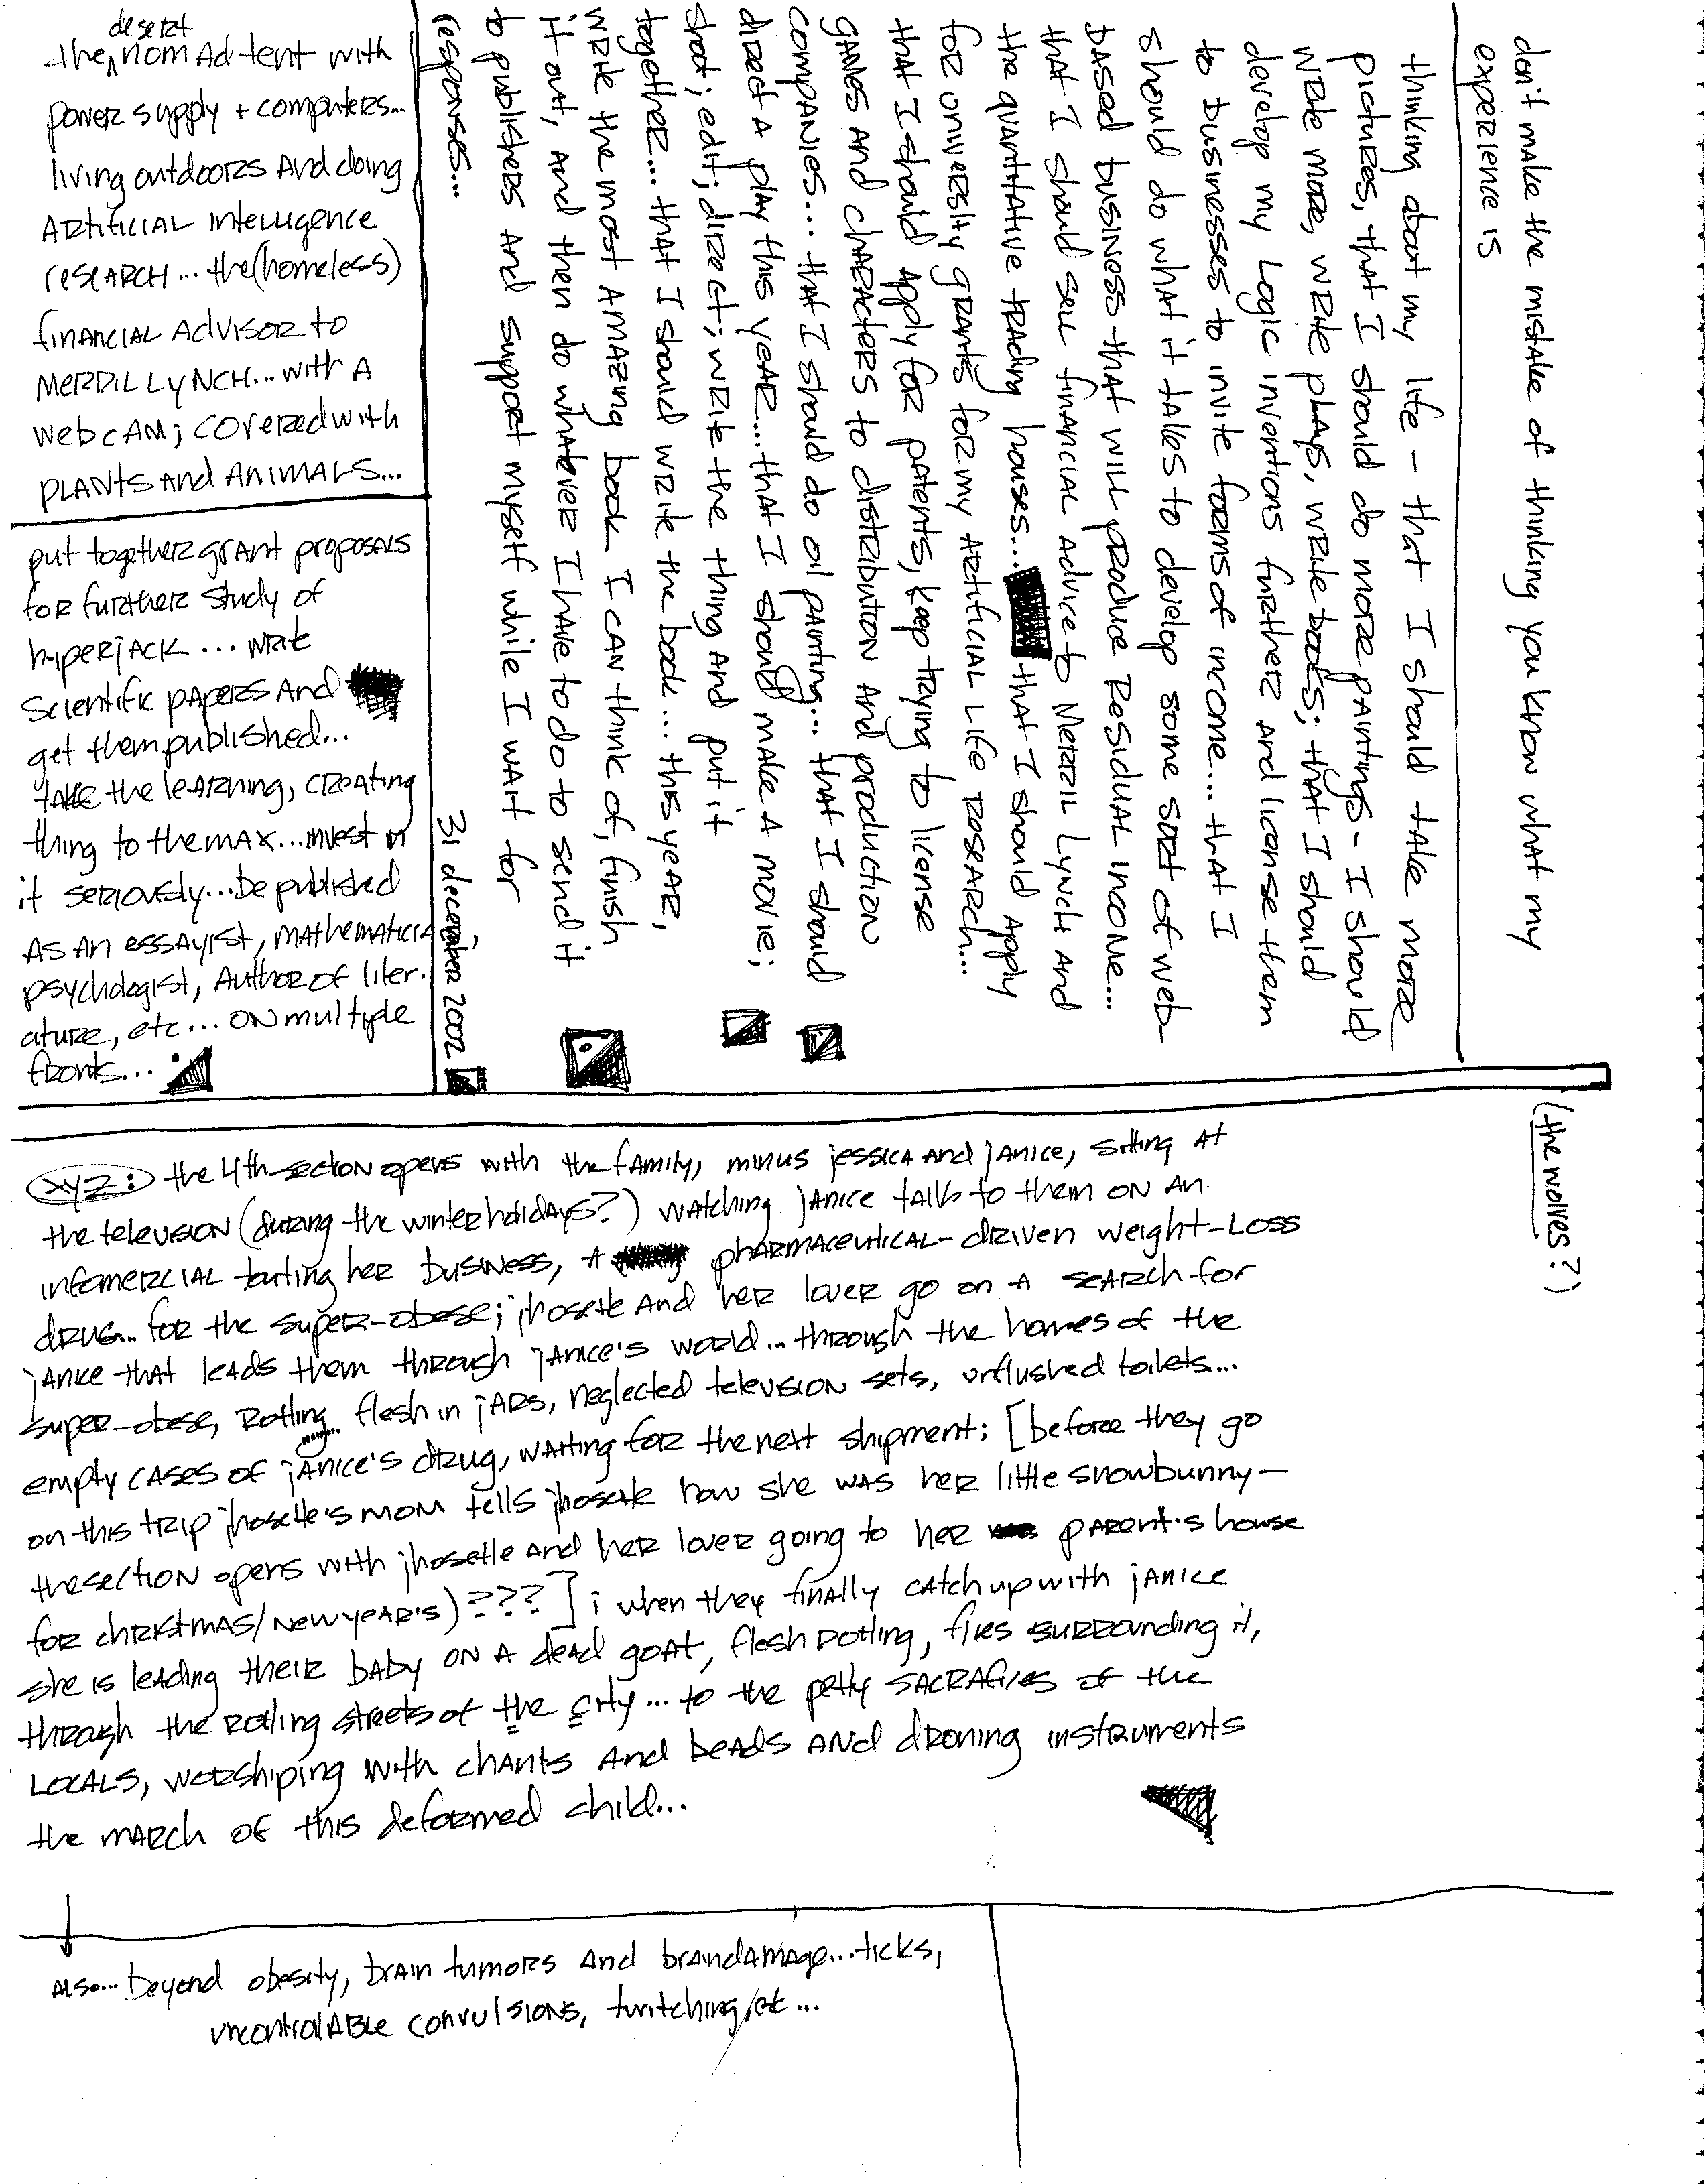 don't make the mistake of thinking you know what my
experience is
(the wolves?)
thinking about my life - that I should take more
pictures, that I should do more paintings - I should
write more, write plays, write books; that I should
develop my logic inventions further and license them
to businesses to invite forms of income... that I
should do what it takes to develop some sort of web-
based business that will produce residual income...
that I should sell financial advice to Merril Lynch and
the quantitative trading houses... that I should apply
for university grants for my artificial life research...
that I should apply for patents, keep trying to license
games and characters to distribution and production
companies... that I should do oil painting... that I should
direct a play this year... that I should make a movie;
shoot; edit; direct; write the thing and put it
together... that I should write the book... this year,
write the most amazing book I can think of, finish
it out, and then do whatever I have to do to send it
to publishers and support myself while I wait for
responses...
31 december 2002
the desert nomad tent with
power supply + computers...
living outdoors and doing
artificial intelligence
research... the (homeless)
financial advisor to
merril lynch... with a
webcam; covered with
plants and animals...
put together grant proposals
for further study of
hiperjack... write
scientific papers and
get them published...
take the learning, creating
thing to the max... invest in
it seriously... be published
as an essayist, mathematician,
psychologist, author of liter-
ature, etc... on multiple
fronts...
xyz: the 4th section opens with the family, minus jessica and janice, sitting at
the television (during the winter holidays?) watching janice talk to them on an
infomercial touting her business, a pharmaceutical-driven weight-loss
drug... for the super-obese; jhosette and her lover go on a search for
janice that leads them through janice's world... through the homes of the
super-obese, rotting flesh in jars, neglected television sets, unflushed toilets...
empty cases of janice's drug, waiting for the next shipment; [before they go
on this trip jhosette's mom tells jhosette how she was her little snowbunny -
the section opens with jhosette and her lover going to her parent's house
for christmas/new year's) ???]; when they finally catch up with janice
she is leading their baby on a dead goat, flesh rotting, flies surrounding it,
through the rolling streets of the city... to the petty sacrafices of the
locals, worshiping with chants and beads and droning instruments
the march of this deformed child...
also... beyond obesity, brain tumors and braindamage... ticks,
uncontrolable convulsions, twitching, etc...